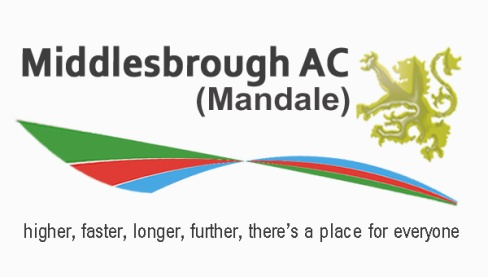 Middlesbrough AC
(Mandale)
higher, faster, longer, further, there's a place for everyone